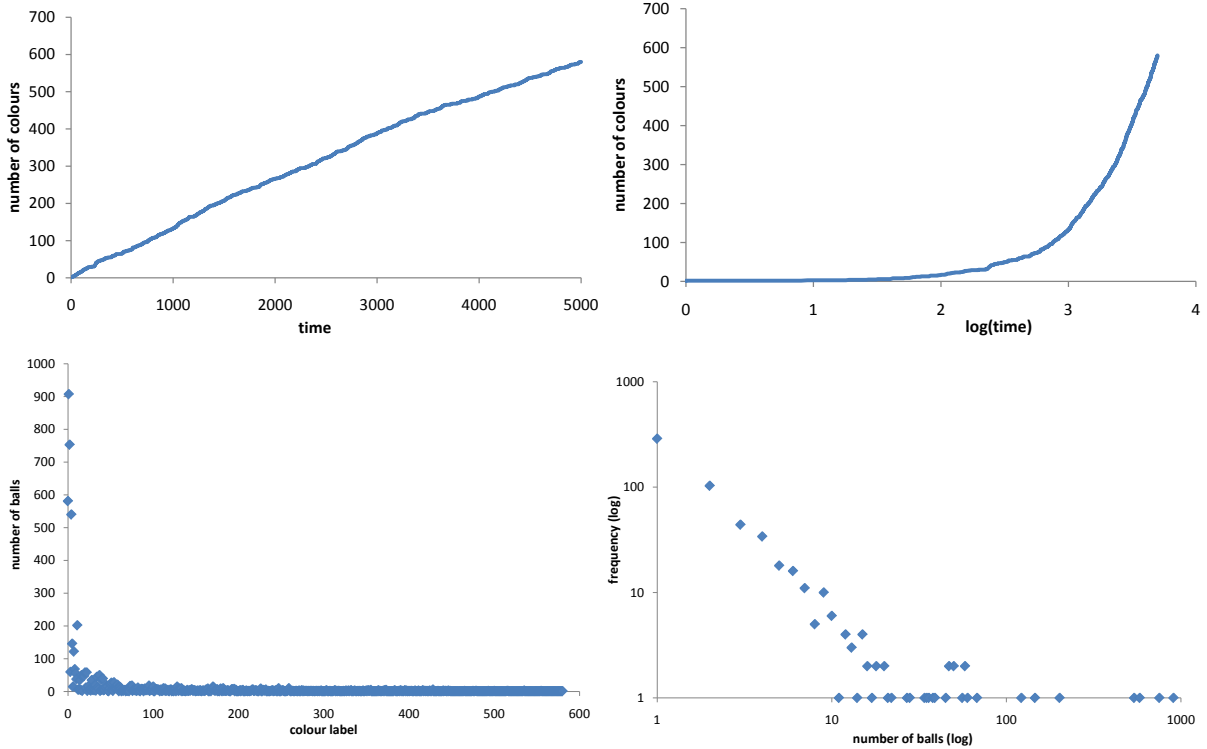 700
600
500
400
300
200
100
0
number of colours
0 1000 2000 3000 4000 5000
time
700
600
500
400
300
200
100
0
number of colours
0 1 2 3 4
log(time)
1000
900
800
700
600
500
400
300
200
100
0
number of balls
0 100 200 300 400 500 600
colour label
1000
100
10
1
frequency (log)
1 10 100 1000
number of balls (log)